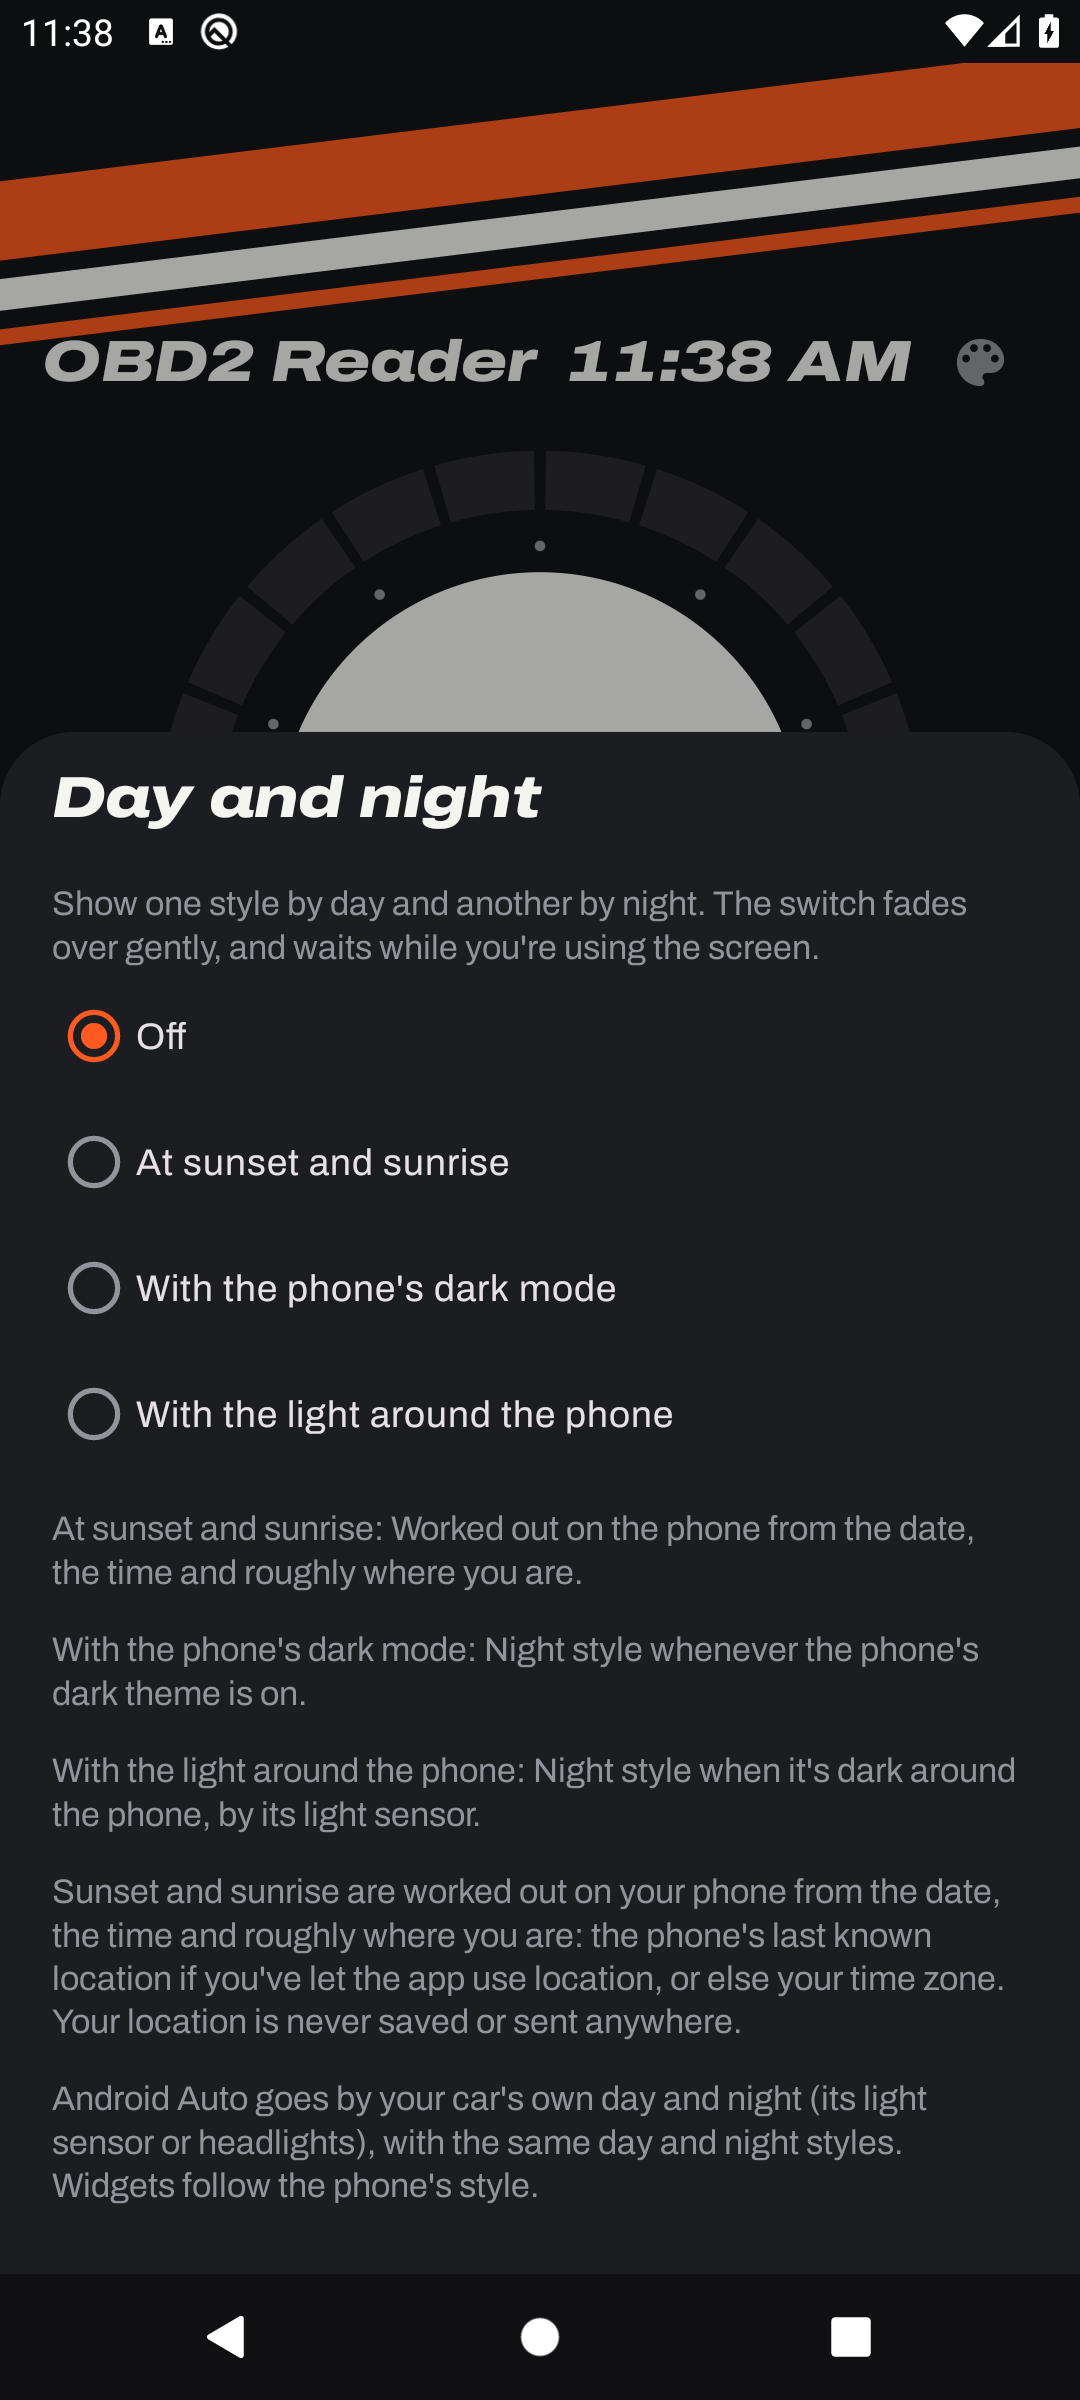 11:38
OBD2 Reader 11:38 AM
Day and night
Show one style by day and another by night. The switch fades
over gently, and waits while you're using the screen.
Off
At sunset and sunrise
With the phone's dark mode
With the light around the phone
At sunset and sunrise: Worked out on the phone from the date,
the time and roughly where you are.
With the phone's dark mode: Night style whenever the phone's
dark theme is on.
With the light around the phone: Night style when it's dark around
the phone, by its light sensor.
Sunset and sunrise are worked out on your phone from the date,
the time and roughly where you are: the phone's last known
location if you've let the app use location, or else your time zone.
Your location is never saved or sent anywhere.
Android Auto goes by your car's own day and night (its light
sensor or headlights), with the same day and night styles.
Widgets follow the phone's style.